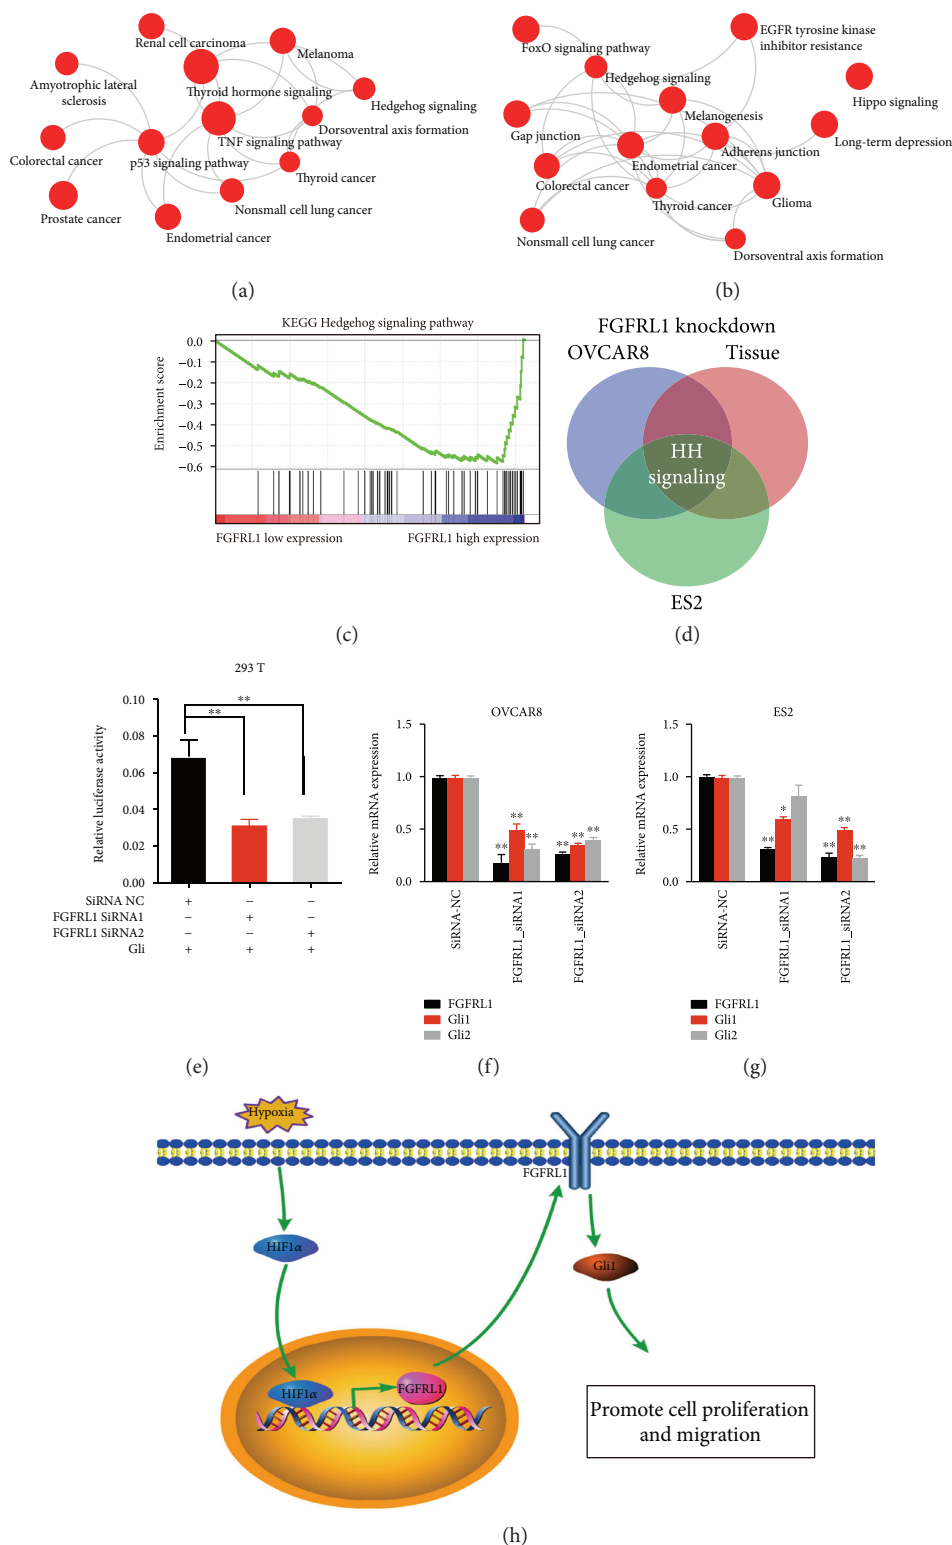 Renal cell carcinoma
Melanoma
Amyotrophic lateral
sclerosis
Thyroid hormone signaling
Hedgehog signaling
Dorsoventral axis formation
TNF signaling pathway
Colorectal cancer
p53 signaling pathway
Thyroid cancer
Prostate cancer
Nonsmall cell lung cancer
Endometrial cancer
(a)
EGFR tyrosine kinase
inhibitor resistance
FoxO signaling pathway
Hedgehog signaling
Hippo signaling
Melanogenesis
Gap junction
Long-term depression
Adherens junction
Endometrial cancer
Colorectal cancer
Thyroid cancer
Glioma
Nonsmall cell lung cancer
Dorsoventral axis formation
(b)
KEGG Hedgehog signaling pathway
Enrichment score
0.0
−0.1
−0.2
−0.3
−0.4
−0.5
−0.6
FGFRL1 low expression
FGFRL1 high expression
(c)
FGFRL1 knockdown
OVCAR8
Tissue
HH
signaling
ES2
(d)
293 T
Relative luciferase activity
0.10
0.08
0.06
0.04
0.02
0.00
**
**
SiRNA NC + − −
FGFRL1 SiRNA1 − + −
FGFRL1 SiRNA2 − − +
Gli + + +
(e)
OVCAR8
Relative mRNA expression
1.5
1.0
0.5
0.0
** ** ** ** ** **
SiRNA-NC
FGFRL1_siRNA1
FGFRL1_siRNA2
FGFRL1
Gli1
Gli2
(f)
ES2
Relative mRNA expression
1.5
1.0
0.5
0.0
** * ** ** **
SiRNA-NC
FGFRL1_siRNA1
FGFRL1_siRNA2
FGFRL1
Gli1
Gli2
(g)
Hypoxia
FGFRL1
HIF1α
Gli1
HIF1α
FGFRL1
Promote cell proliferation
and migration
(h)